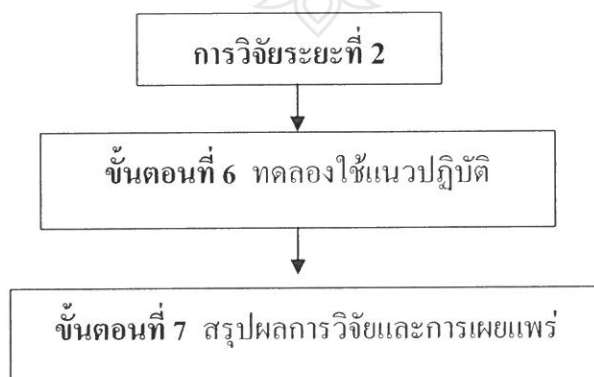 การวิจัยระยะที่ 2
ขั้นตอนที่ 6 ทดลองใช้แนวปฏิบัติ
ขั้นตอนที่ 7 สรุปผลการวิจัยและการเผยแพร่